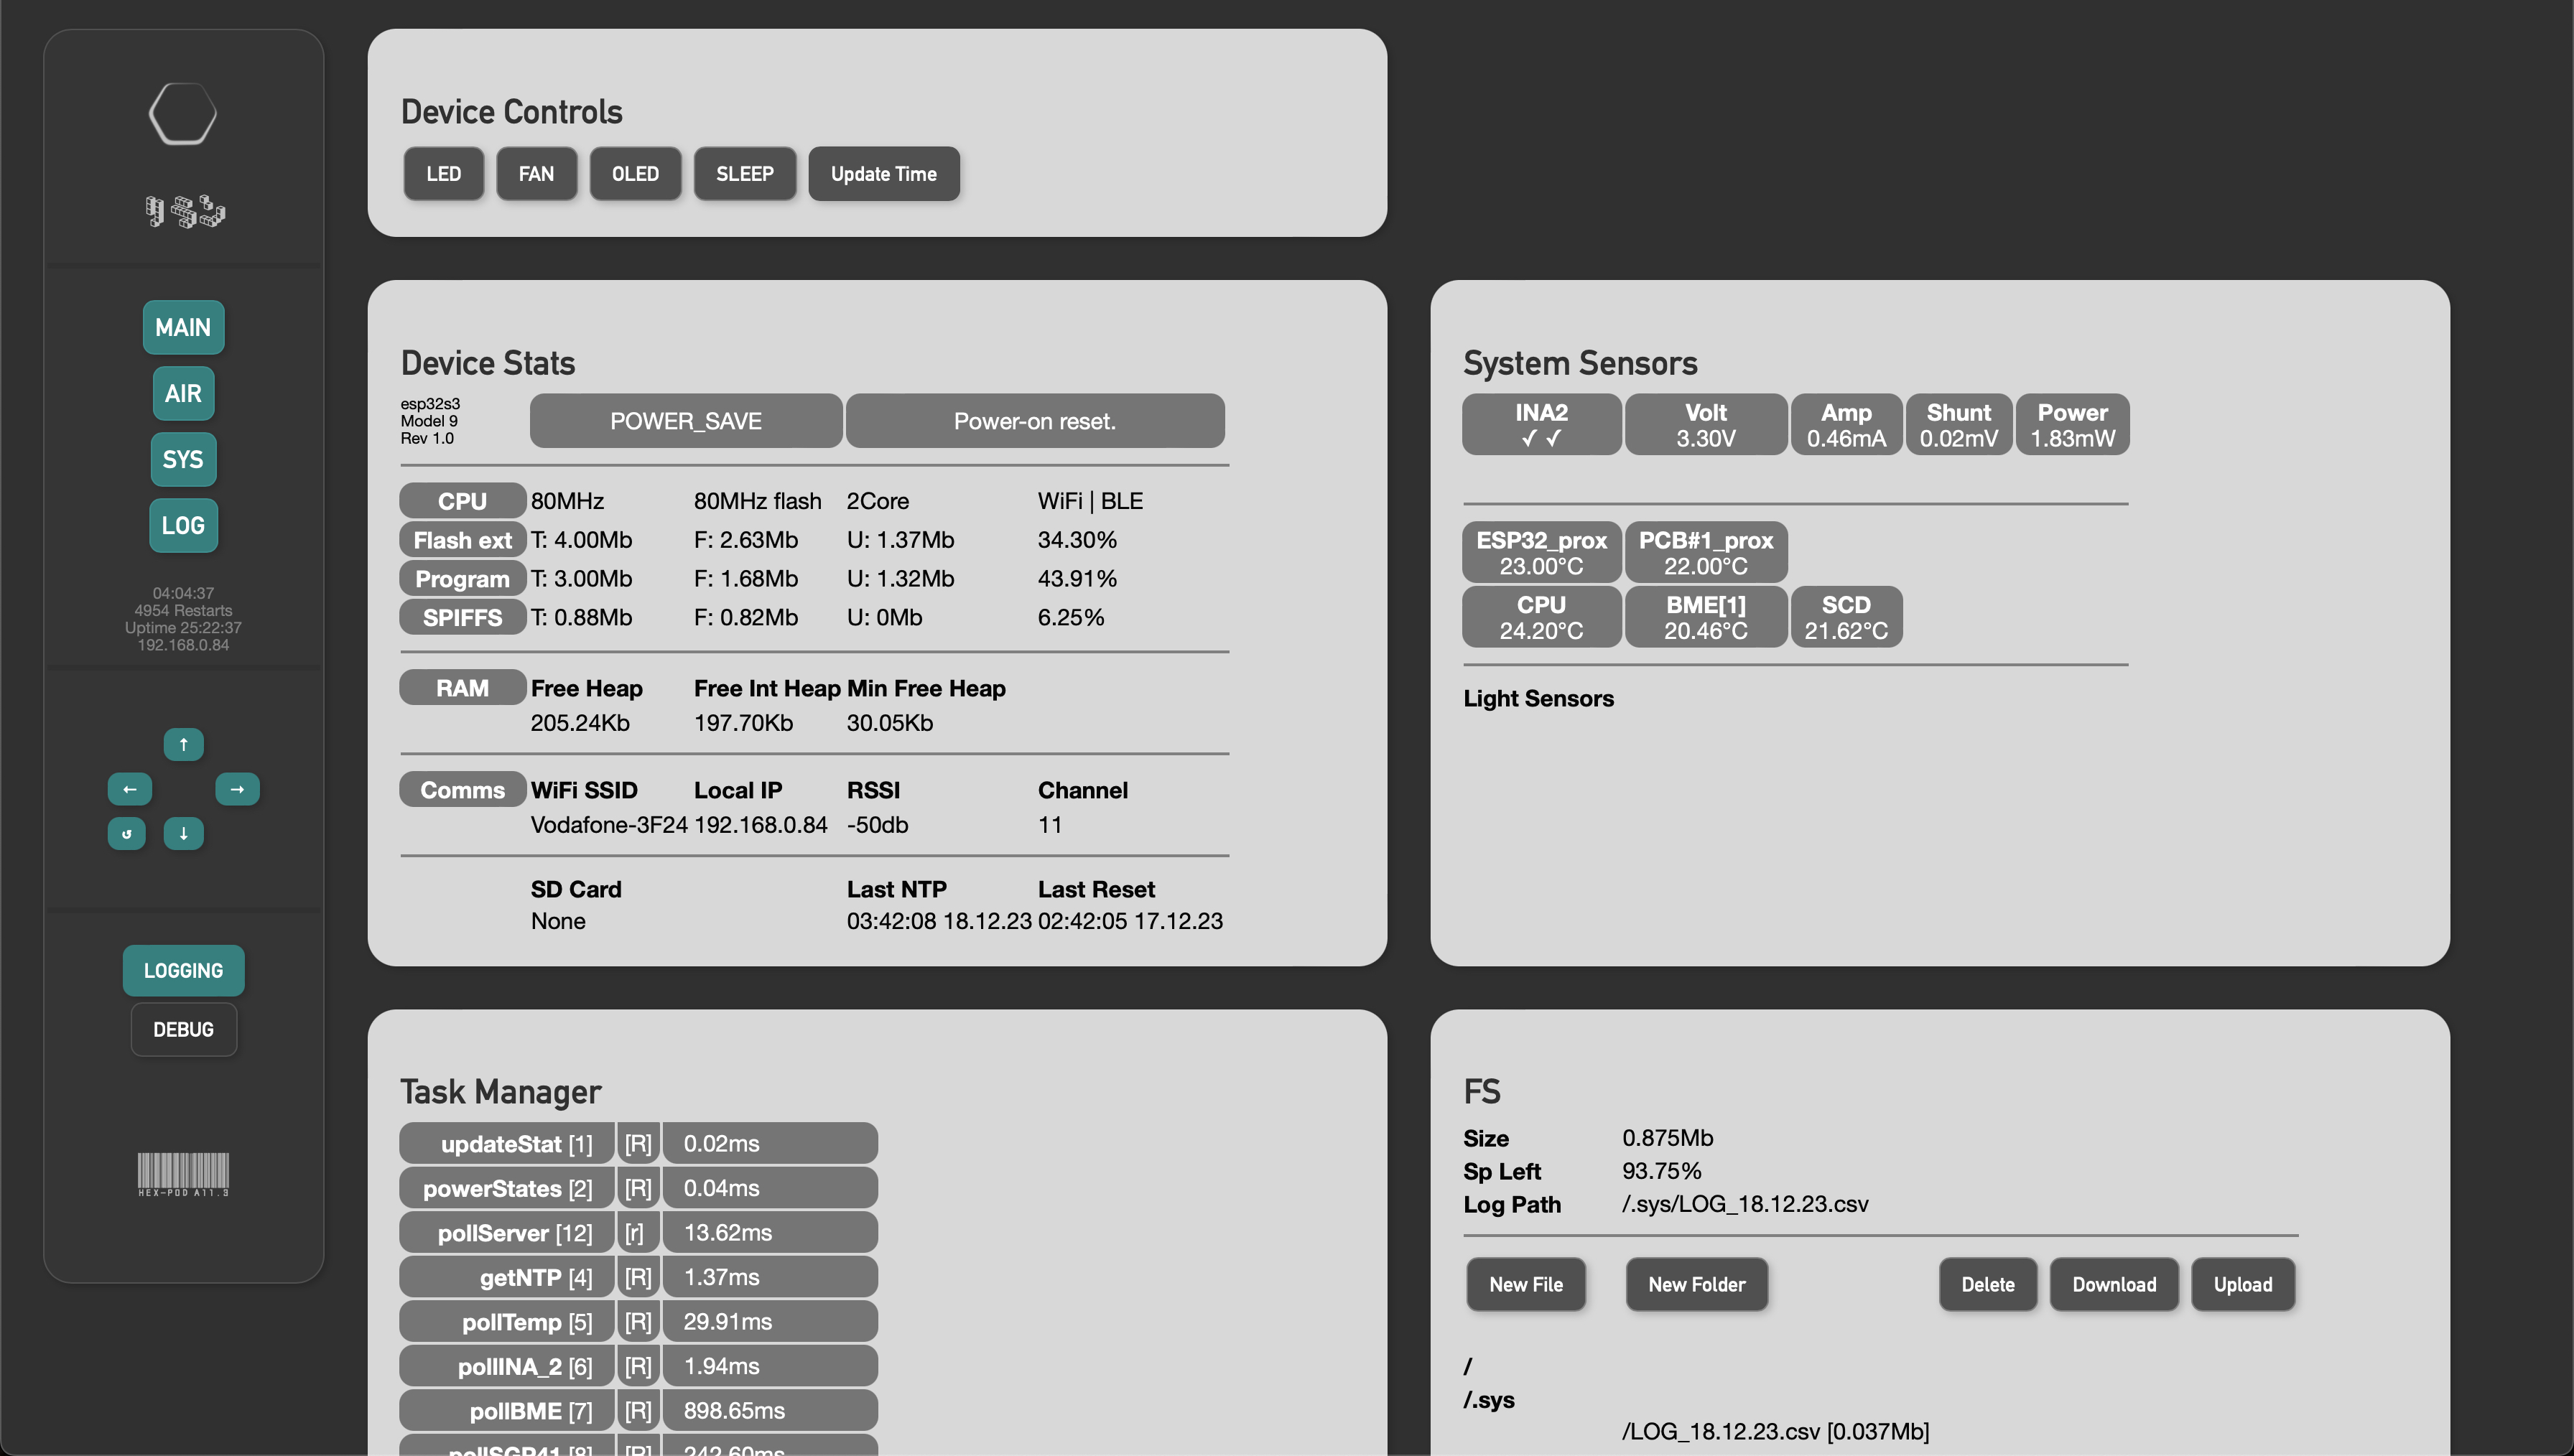 MAIN
AIR
SYS
LOG
04:04:37
4954 Restarts
Uptime 25:22:37
192.168.0.84
↑
← →
↺ ↓
LOGGING
DEBUG
HEX-POD A11.3
Device Controls
LED FAN OLED SLEEP Update Time
Device Stats
esp32s3
Model 9
Rev 1.0
POWER_SAVE Power-on reset.
CPU 80MHz 80MHz flash 2Core WiFi | BLE
Flash ext T: 4.00Mb F: 2.63Mb U: 1.37Mb 34.30%
Program T: 3.00Mb F: 1.68Mb U: 1.32Mb 43.91%
SPIFFS T: 0.88Mb F: 0.82Mb U: 0Mb 6.25%
RAM Free Heap Free Int Heap Min Free Heap
205.24Kb 197.70Kb 30.05Kb
Comms WiFi SSID Local IP RSSI Channel
Vodafone-3F24 192.168.0.84 -50db 11
SD Card Last NTP Last Reset
None 03:42:08 18.12.23 02:42:05 17.12.23
System Sensors
INA2 Volt Amp Shunt Power
✓ ✓ 3.30V 0.46mA 0.02mV 1.83mW
ESP32_prox PCB#1_prox
23.00°C 22.00°C
CPU BME[1] SCD
24.20°C 20.46°C 21.62°C
Light Sensors
Task Manager
updateStat [1] [R] 0.02ms
powerStates [2] [R] 0.04ms
pollServer [12] [r] 13.62ms
getNTP [4] [R] 1.37ms
pollTemp [5] [R] 29.91ms
pollINA_2 [6] [R] 1.94ms
pollBME [7] [R] 898.65ms
pollSGP41 [8] [R] 242.60ms
FS
Size 0.875Mb
Sp Left 93.75%
Log Path /.sys/LOG_18.12.23.csv
New File New Folder Delete Download Upload
/
/.sys
/LOG_18.12.23.csv [0.037Mb]